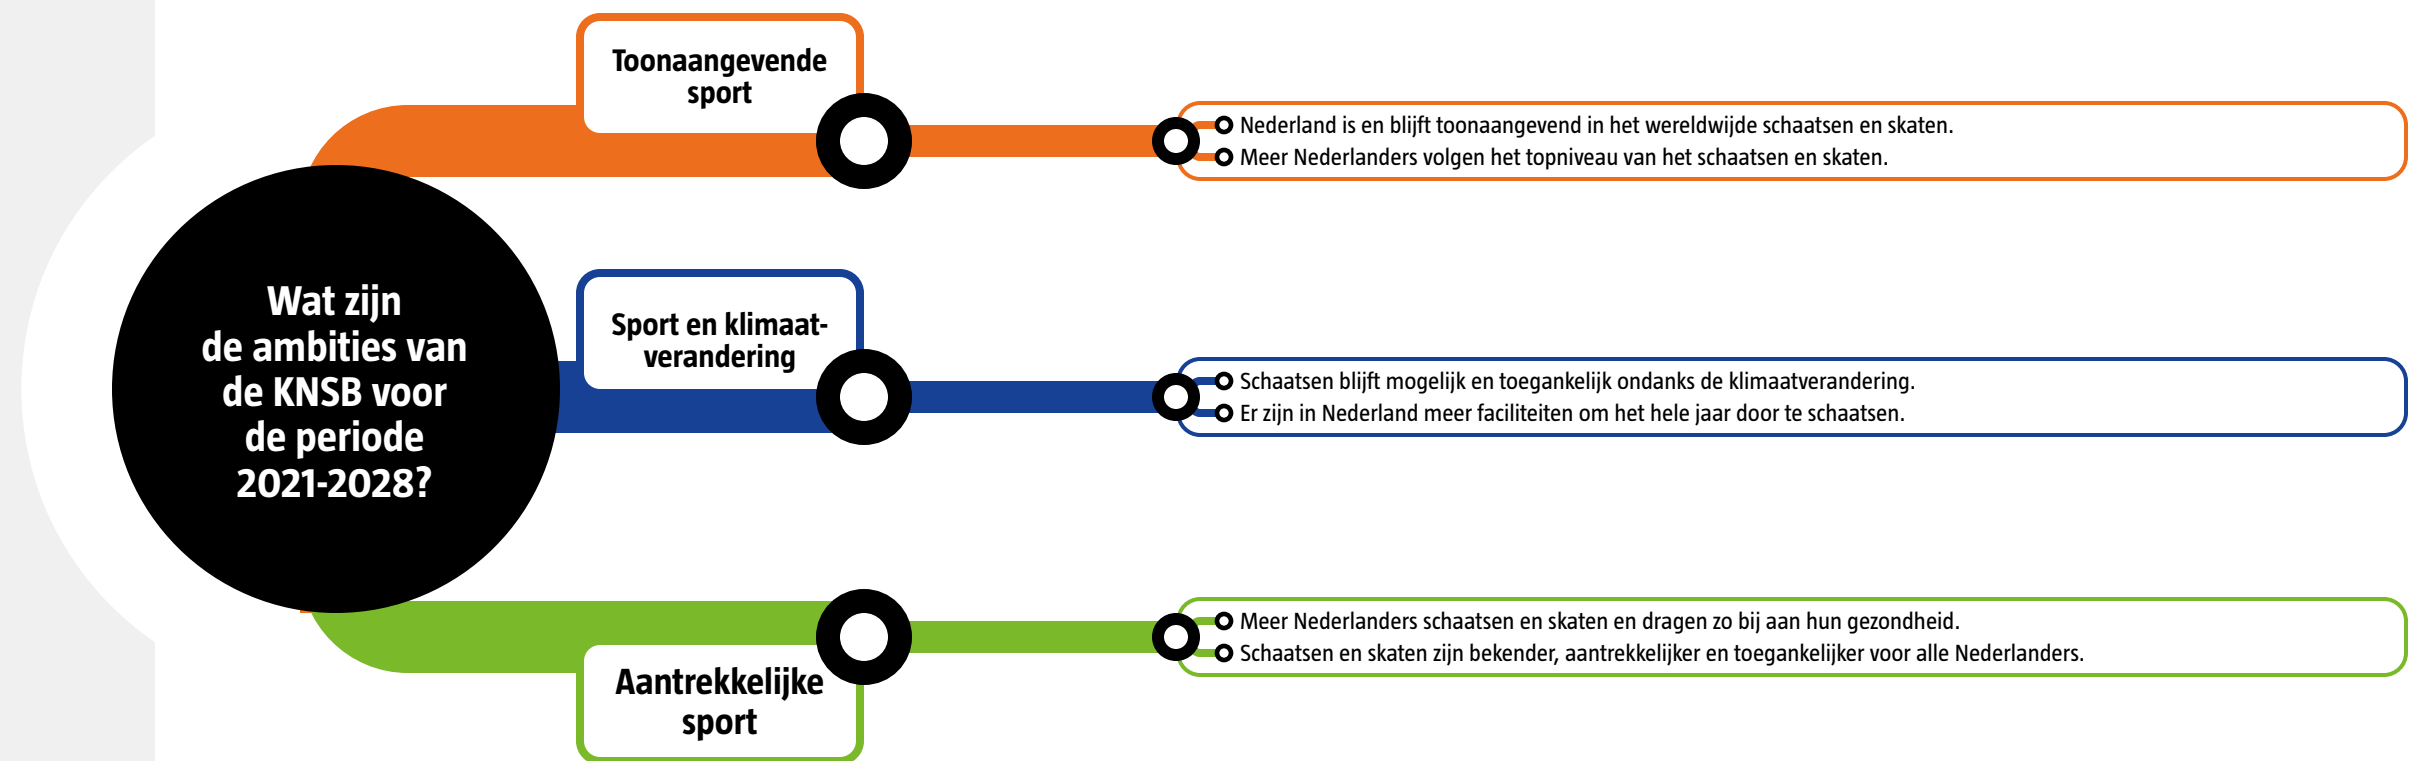 Wat zijn
de ambities van
de KNSB voor
de periode
2021-2028?
Toonaangevende
sport
Nederland is en blijft toonaangevend in het wereldwijde schaatsen en skaten.
Meer Nederlanders volgen het topniveau van het schaatsen en skaten.
Sport en klimaat-
verandering
Schaatsen blijft mogelijk en toegankelijk ondanks de klimaatverandering.
Er zijn in Nederland meer faciliteiten om het hele jaar door te schaatsen.
Aantrekkelijke
sport
Meer Nederlanders schaatsen en skaten en dragen zo bij aan hun gezondheid.
Schaatsen en skaten zijn bekender, aantrekkelijker en toegankelijker voor alle Nederlanders.